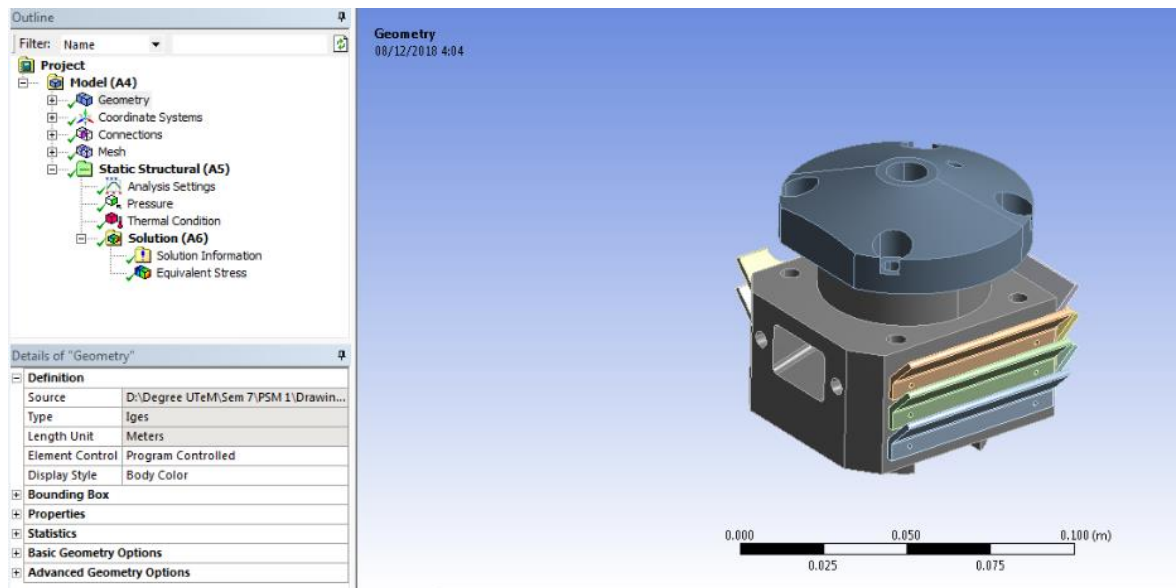 Outline
Filter: Name
Project
Model (A4)
Geometry
Coordinate Systems
Connections
Mesh
Static Structural (A5)
Analysis Settings
Pressure
Thermal Condition
Solution (A6)
Solution Information
Equivalent Stress
Details of "Geometry"
Definition
Source D:\Degree UTeM\Sem 7\PSM 1\Drawin...
Type Iges
Length Unit Meters
Element Control Program Controlled
Display Style Body Color
Bounding Box
Properties
Statistics
Basic Geometry Options
Advanced Geometry Options
Geometry
08/12/2018 4:04
0.000 0.050 0.100 (m)
0.025 0.075